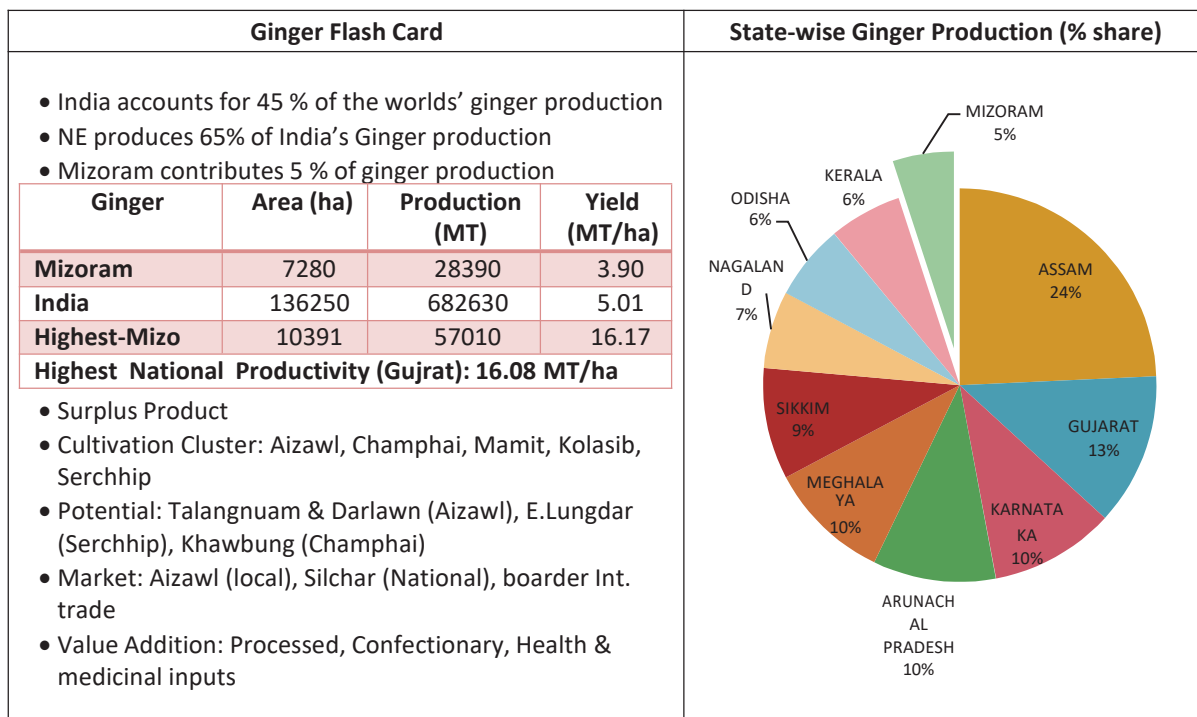 Ginger Flash Card
State-wise Ginger Production (% share)
• India accounts for 45 % of the worlds’ ginger production
• NE produces 65% of India’s Ginger production
• Mizoram contributes 5 % of ginger production
Ginger Area (ha) Production (MT) Yield (MT/ha)
Mizoram 7280 28390 3.90
India 136250 682630 5.01
Highest-Mizo 10391 57010 16.17
Highest National Productivity (Gujrat): 16.08 MT/ha
• Surplus Product
• Cultivation Cluster: Aizawl, Champhai, Mamit, Kolasib,
Serchhip
• Potential: Talangnuam & Darlawn (Aizawl), E.Lungdar
(Serchhip), Khawbung (Champhai)
• Market: Aizawl (local), Silchar (National), boarder Int.
trade
• Value Addition: Processed, Confectionary, Health &
medicinal inputs
MIZORAM
5%
KERALA
6%
ODISHA
6%
NAGALAN
D
7%
ASSAM
24%
SIKKIM
9%
GUJARAT
13%
MEGHALA
YA
10%
KARNATA
KA
10%
ARUNACH
AL
PRADESH
10%